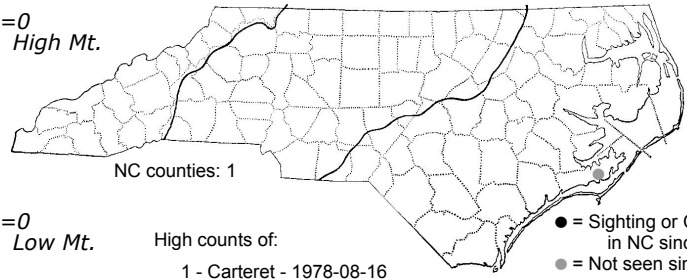 =0
High Mt.
NC counties: 1
=0
Low Mt.
High counts of:
1 - Carteret - 1978-08-16
● = Sighting or
in NC sinc
● = Not seen sin